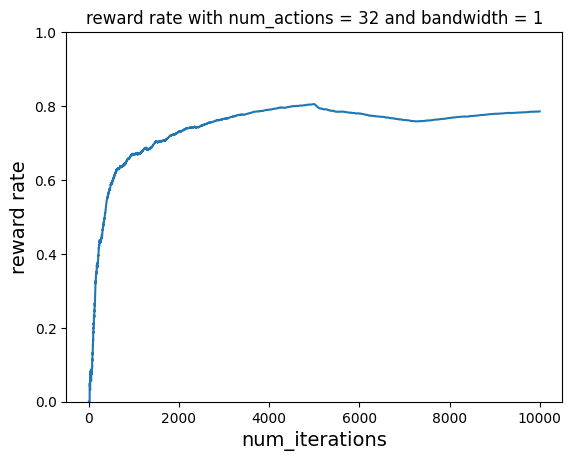 reward rate with num_actions = 32 and bandwidth = 1
1.0
0.8
0.6
0.4
0.2
0.0
reward rate
0 2000 4000 6000 8000 10000
num_iterations